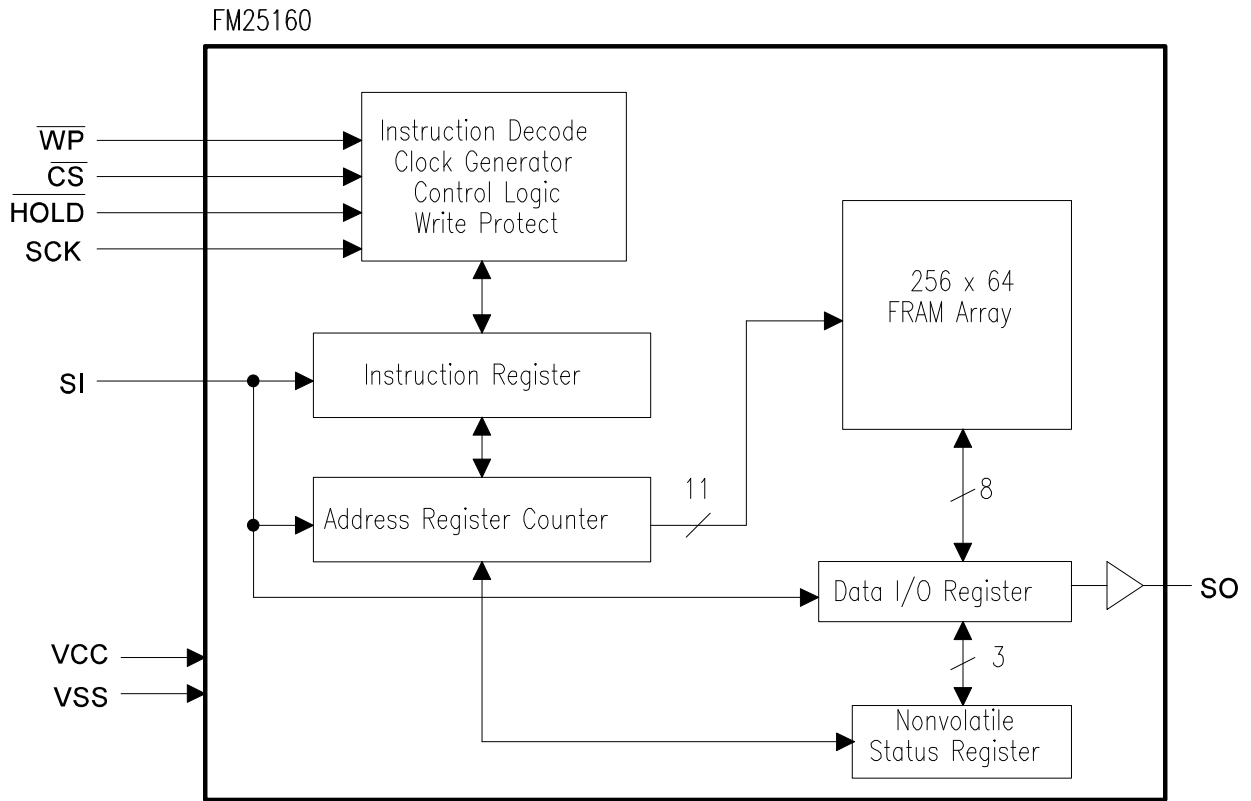 FM25160
WP
CS
HOLD
SCK
Instruction Decode
Clock Generator
Control Logic
Write Protect
256 x 64
FRAM Array
SI
Instruction Register
11
8
Address Register Counter
Data I/O Register
SO
VCC
VSS
3
Nonvolatile
Status Register